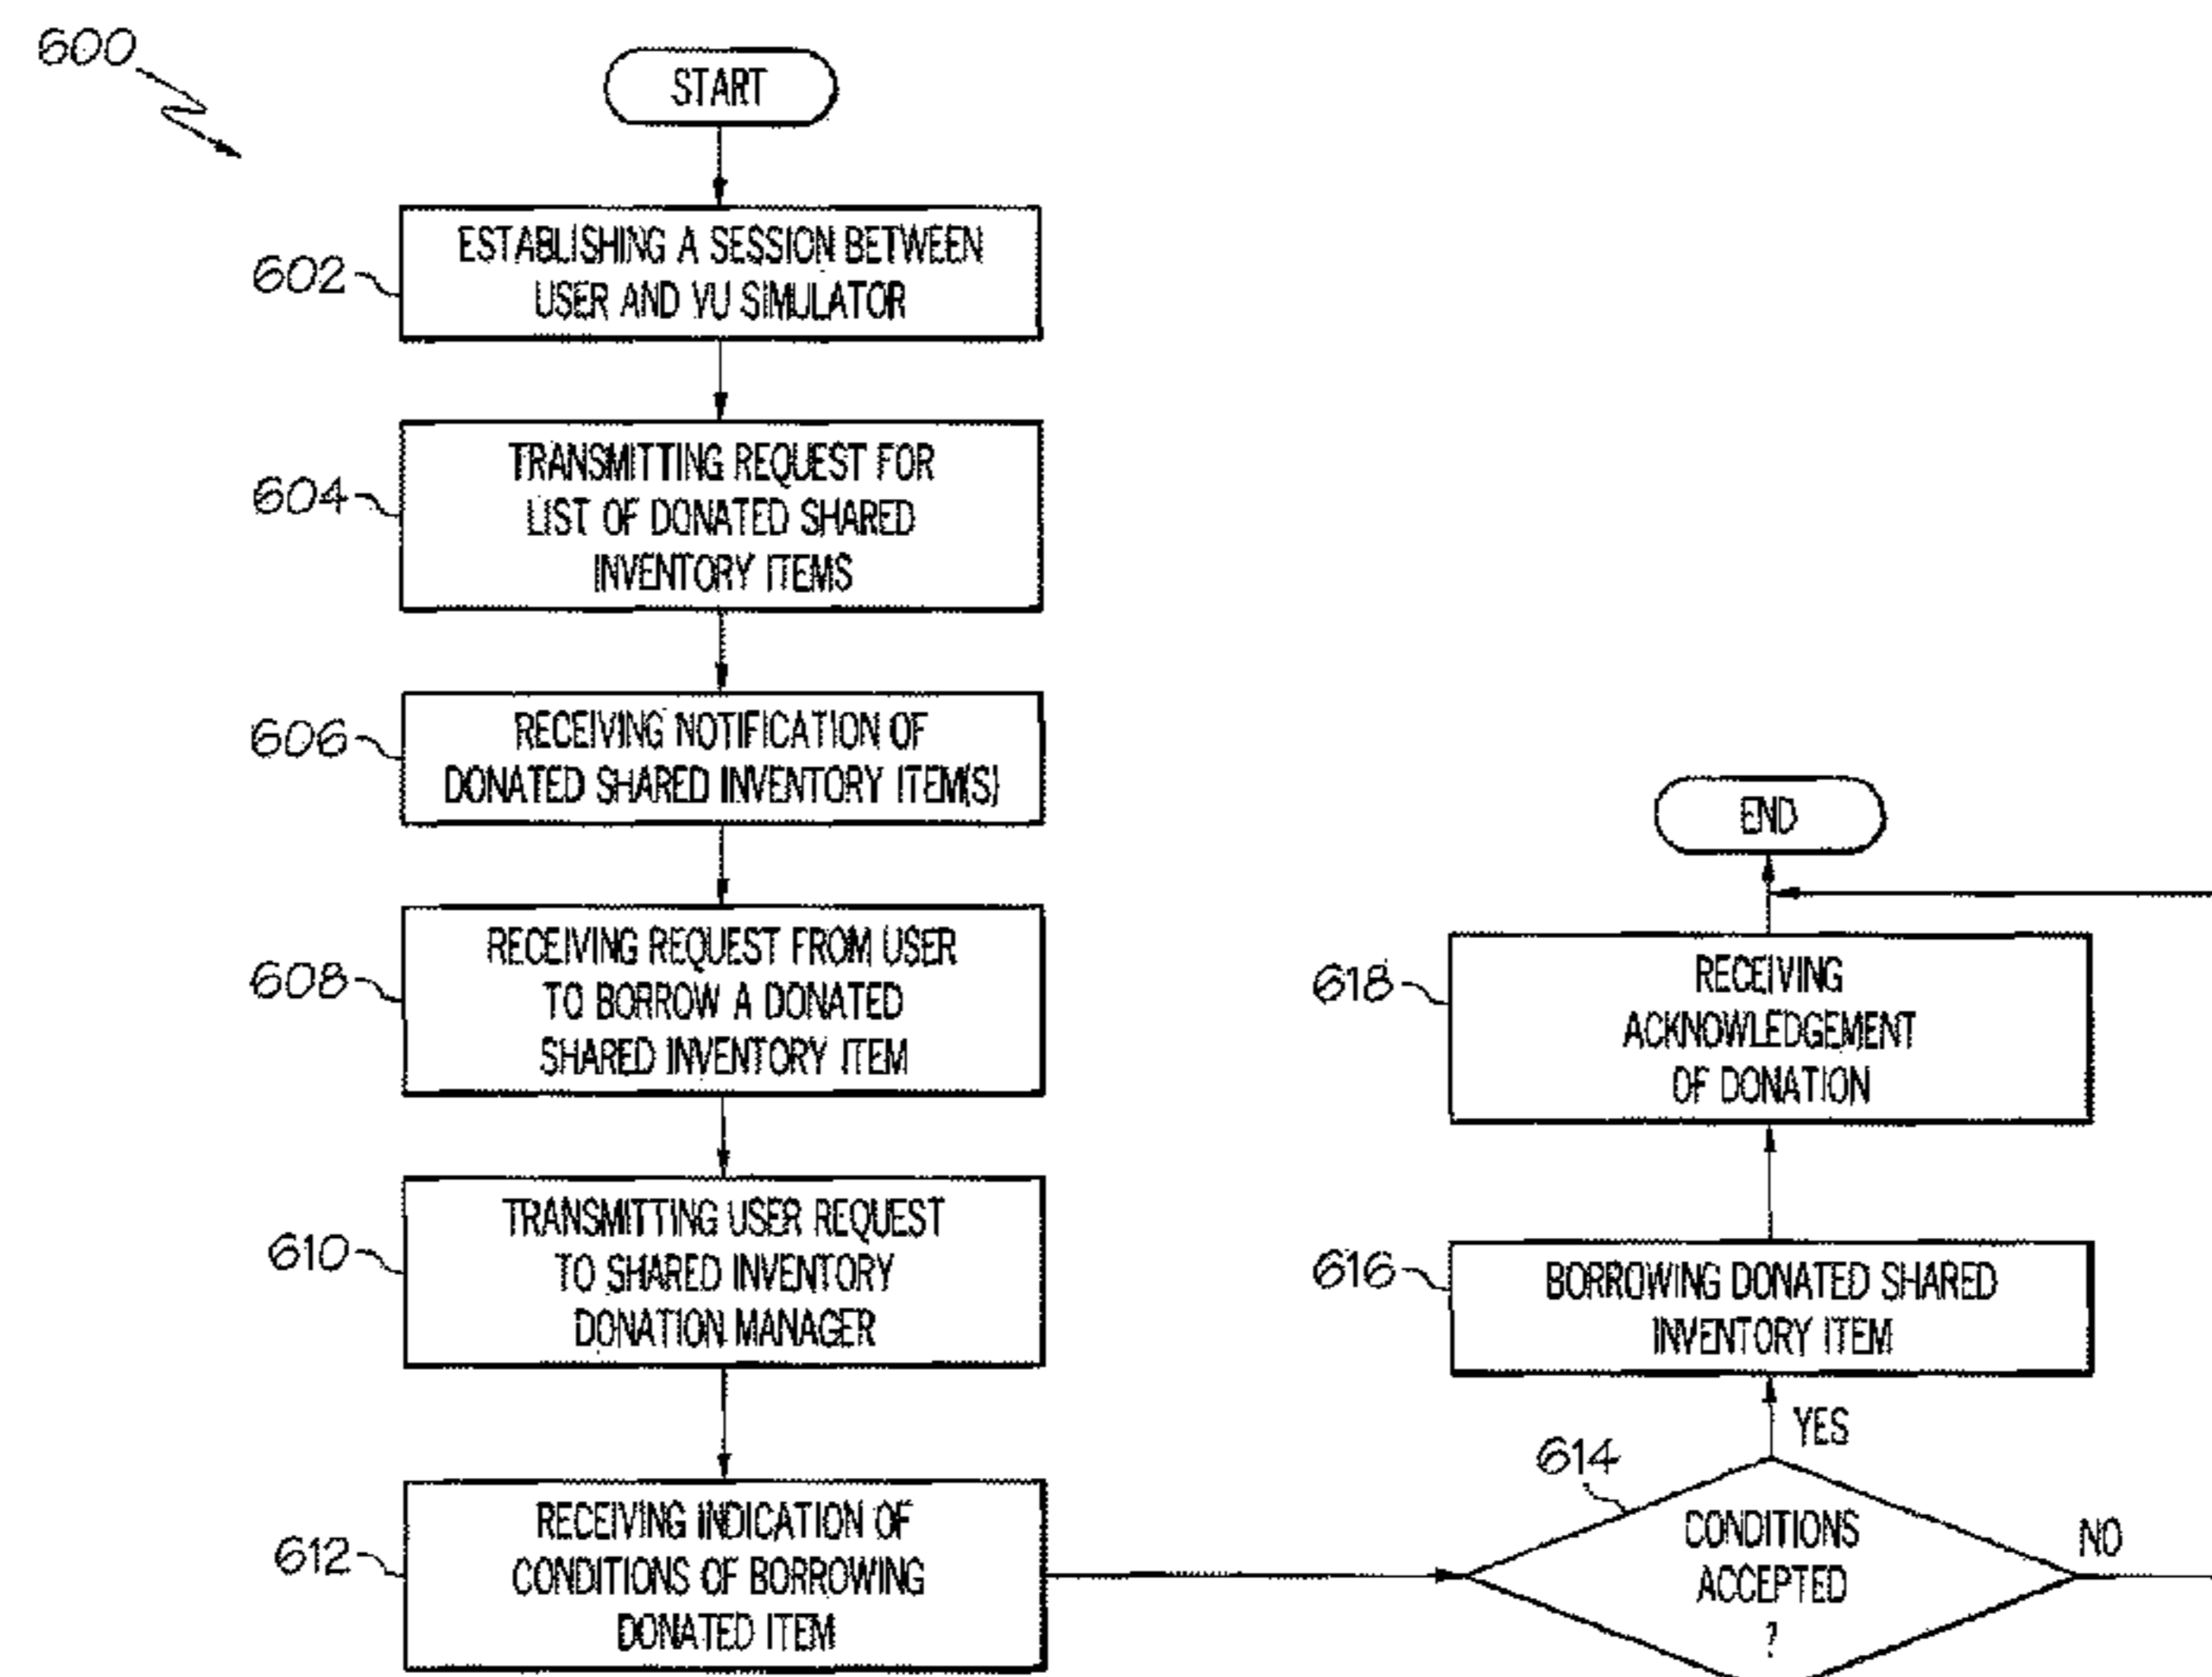 600
START
602
ESTABLISHING A SESSION BETWEEN
USER AND VU SIMULATOR
604
TRANSMITTING REQUEST FOR
LIST OF DONATED SHARED
INVENTORY ITEMS
606
RECEIVING NOTIFICATION OF
DONATED SHARED INVENTORY ITEM(S)
608
RECEIVING REQUEST FROM USER
TO BORROW A DONATED
SHARED INVENTORY ITEM
610
TRANSMITTING USER REQUEST
TO SHARED INVENTORY
DONATION MANAGER
612
RECEIVING INDICATION OF
CONDITIONS OF BORROWING
DONATED ITEM
614
CONDITIONS
ACCEPTED
?
YES
NO
616
BORROWING DONATED SHARED
INVENTORY ITEM
618
RECEIVING
ACKNOWLEDGEMENT
OF DONATION
END